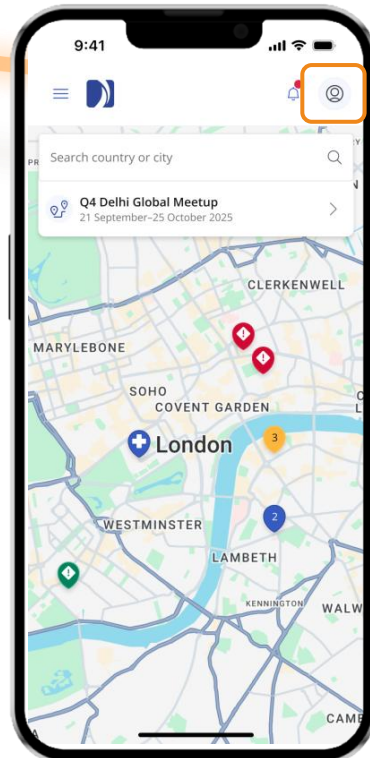 9:41
Search country or city
Q4 Delhi Global Meetup
21 September–25 October 2025
CLERKENWELL
MARYLEBONE
SOHO
COVENT GARDEN
London
3
2
WESTMINSTER
LAMBETH
KENNINGTON
WALW
CAMB